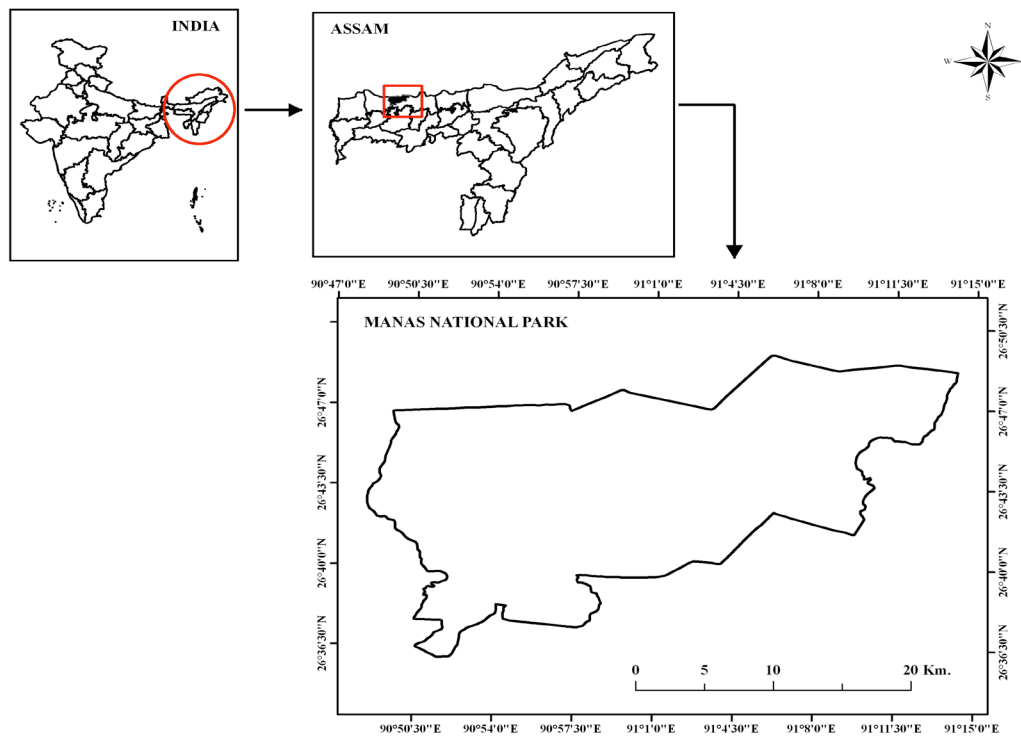 INDIA
ASSAM
N
W
S
90°47'0"E 90°50'30"E 90°54'0"E 90°57'30"E 91°1'0"E 91°4'30"E 91°8'0"E 91°11'30"E 91°15'0"E
MANAS NATIONAL PARK
26°47'0"N
26°43'30"N
26°40'0"N
26°36'30"N
26°50'30"N
26°47'0"N
26°43'30"N
26°40'0"N
26°36'30"N
0 5 10 20 Km.
90°50'30"E 90°54'0"E 90°57'30"E 91°1'0"E 91°4'30"E 91°8'0"E 91°11'30"E 91°15'0"E